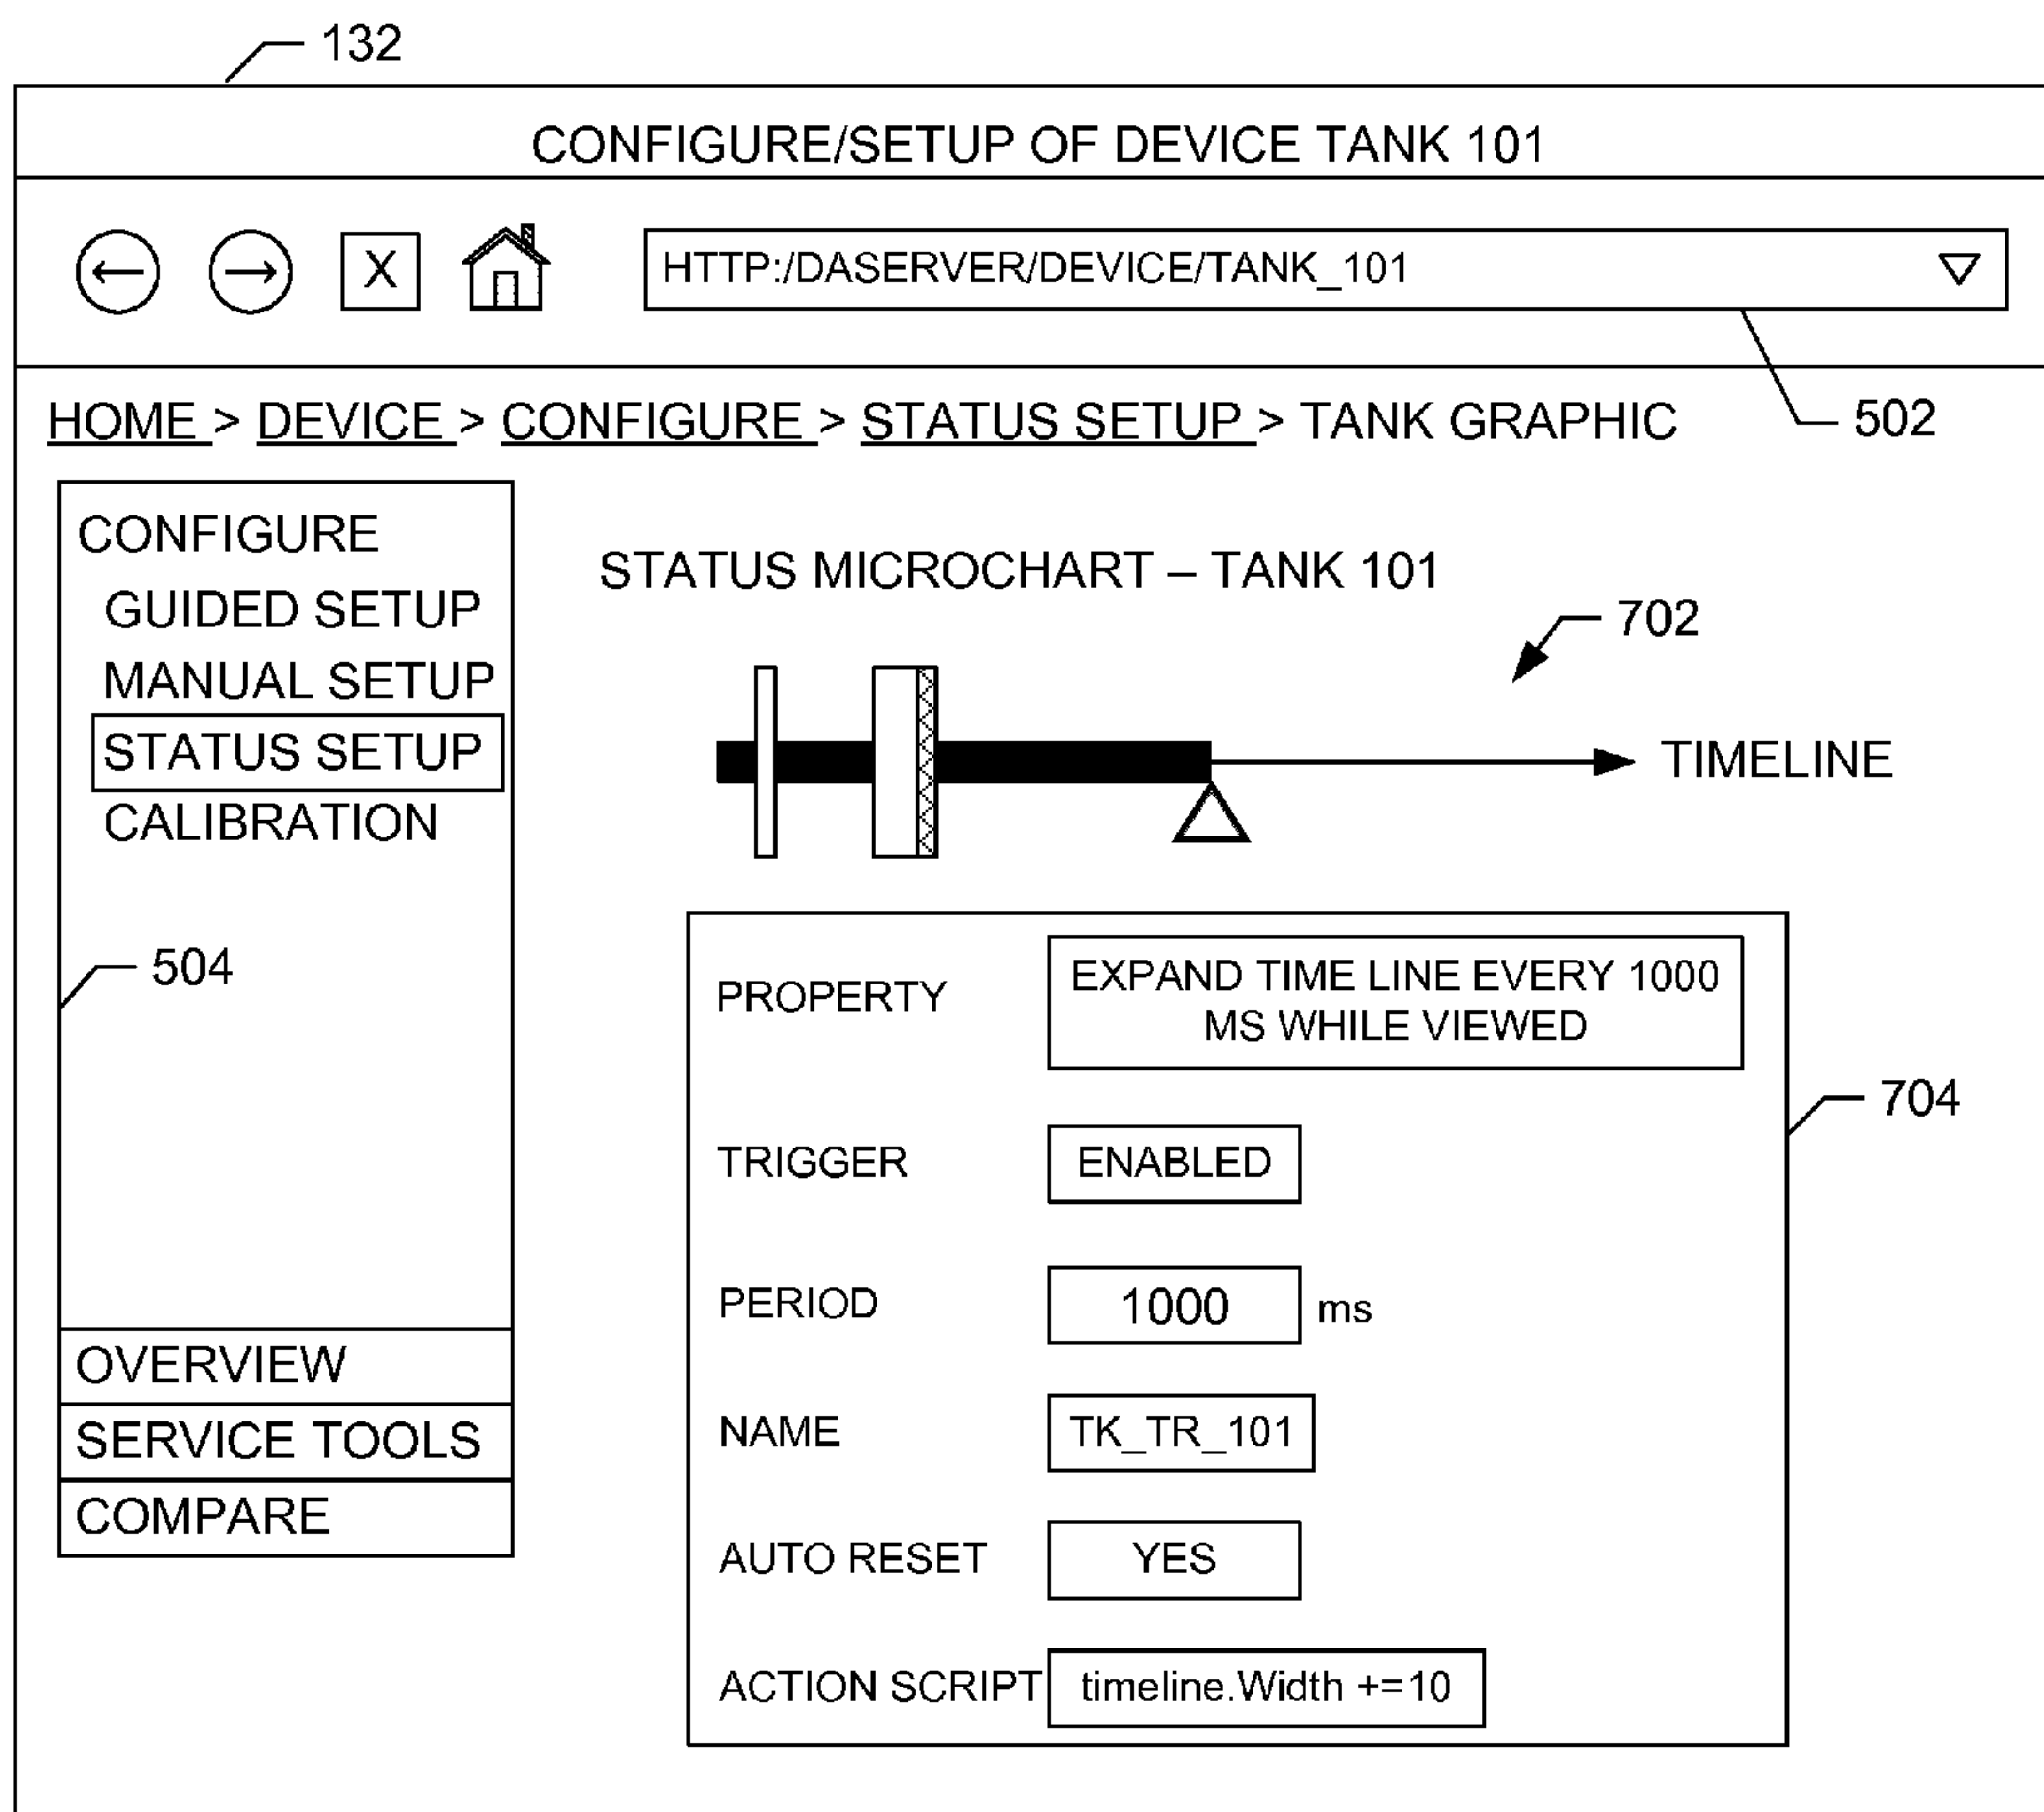 132
CONFIGURE/SETUP OF DEVICE TANK 101
X
HTTP:/DASERVER/DEVICE/TANK_101
502
HOME > DEVICE > CONFIGURE > STATUS SETUP > TANK GRAPHIC
CONFIGURE
GUIDED SETUP
MANUAL SETUP
STATUS SETUP
CALIBRATION
504
OVERVIEW
SERVICE TOOLS
COMPARE
STATUS MICROCHART – TANK 101
702
TIMELINE
704
PROPERTY
EXPAND TIME LINE EVERY 1000
MS WHILE VIEWED
TRIGGER ENABLED
PERIOD 1000 ms
NAME TK_TR_101
AUTO RESET YES
ACTION SCRIPT timeline.Width +=10